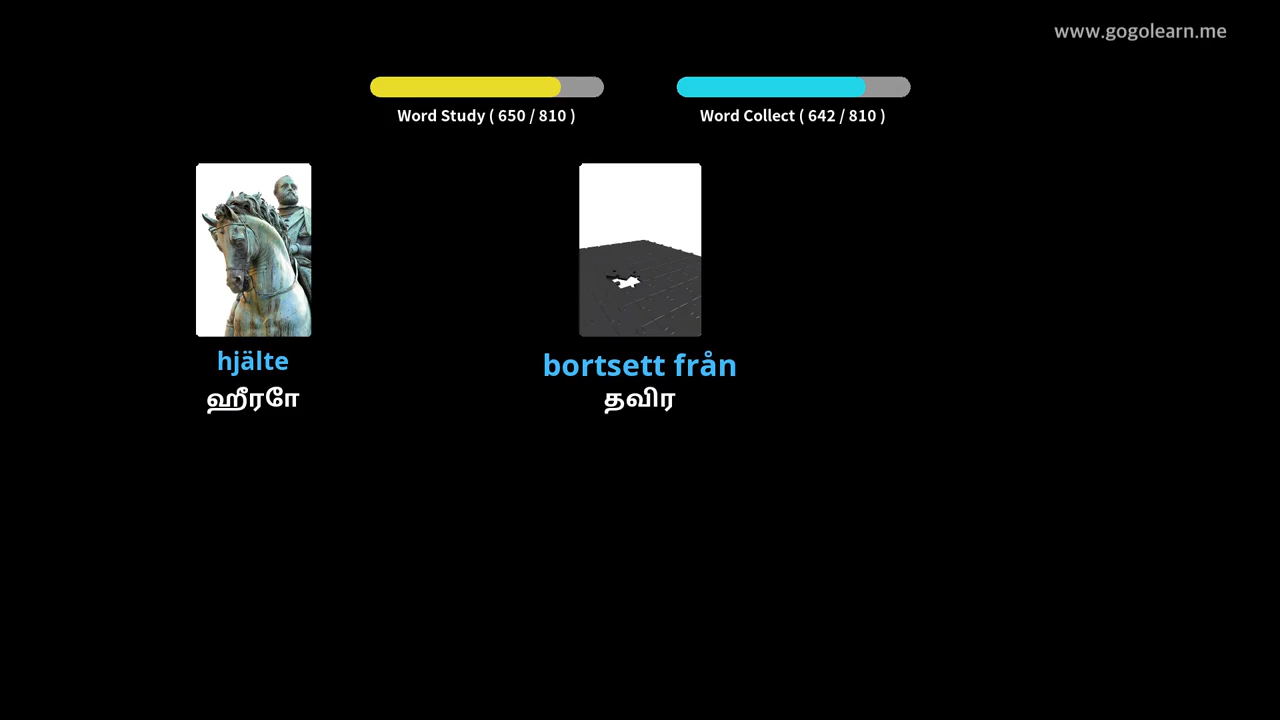 www.gogolearn.me
Word Study ( 650 / 810 )
Word Collect ( 642 / 810 )
hjälte
ஹீரோ
bortsett från
தவிர